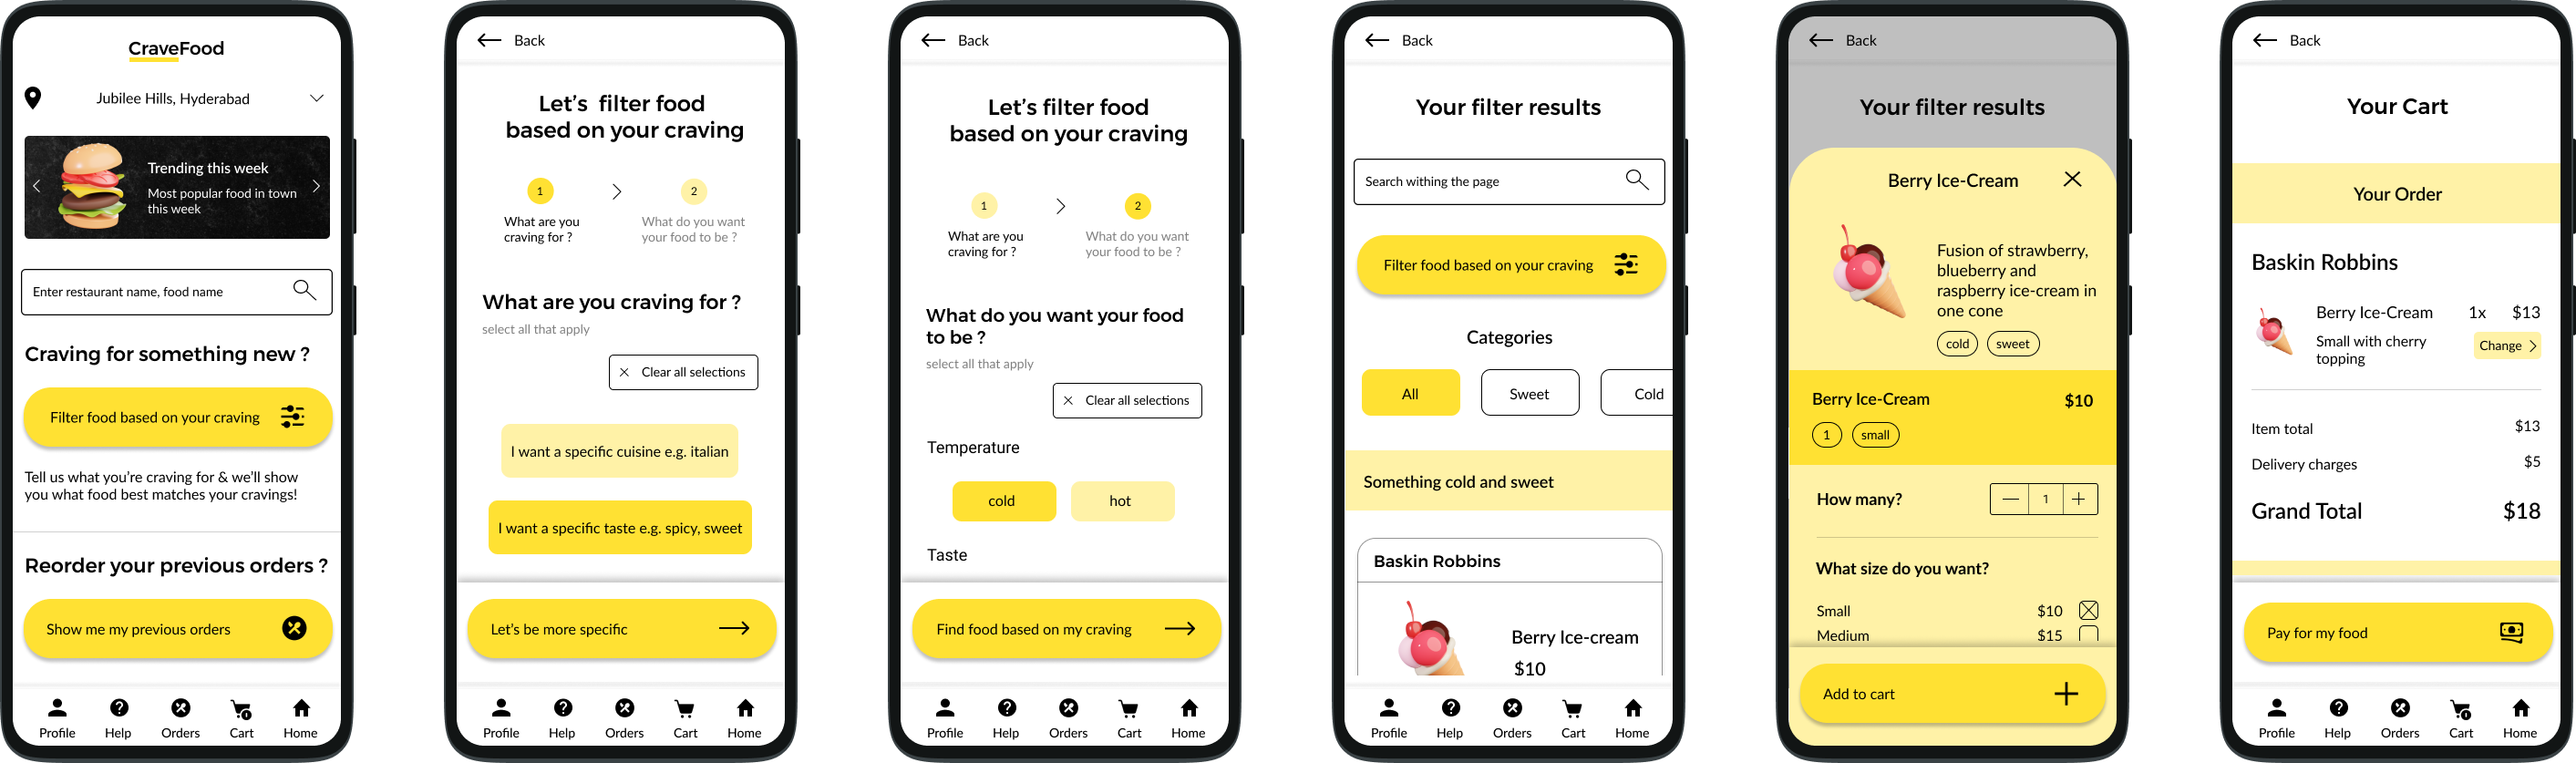 CraveFood
Jubilee Hills, Hyderabad
Trending this week
Most popular food in town
this week
Enter restaurant name, food name
Craving for something new ?
Filter food based on your craving
Tell us what you're craving for & we'll show
you what food best matches your cravings!
Reorder your previous orders ?
Show me my previous orders
Profile Help Orders Cart Home
Back
Let's filter food
based on your craving
1 2
What are you What do you want
craving for ? your food to be ?
What are you craving for ?
select all that apply
Clear all selections
I want a specific cuisine e.g. italian
I want a specific taste e.g. spicy, sweet
Let's be more specific
Profile Help Orders Cart Home
Back
Let's filter food
based on your craving
1 2
What are you What do you want
craving for ? your food to be ?
What do you want your food
to be ?
select all that apply
Clear all selections
Temperature
cold hot
Taste
Find food based on my craving
Profile Help Orders Cart Home
Back
Your filter results
Search withing the page
Filter food based on your craving
Categories
All Sweet Cold
Something cold and sweet
Baskin Robbins
Berry Ice-cream
$10
Profile Help Orders Cart Home
Back
Your filter results
Berry Ice-Cream
Fusion of strawberry,
blueberry and
raspberry ice-cream in
one cone
cold sweet
Berry Ice-Cream $10
1 small
How many? 1
What size do you want?
Small $10
Medium $15
Add to cart
Back
Your Cart
Your Order
Baskin Robbins
Berry Ice-Cream 1x $13
Small with cherry
topping
Change
Item total $13
Delivery charges $5
Grand Total $18
Pay for my food
Profile Help Orders Cart Home